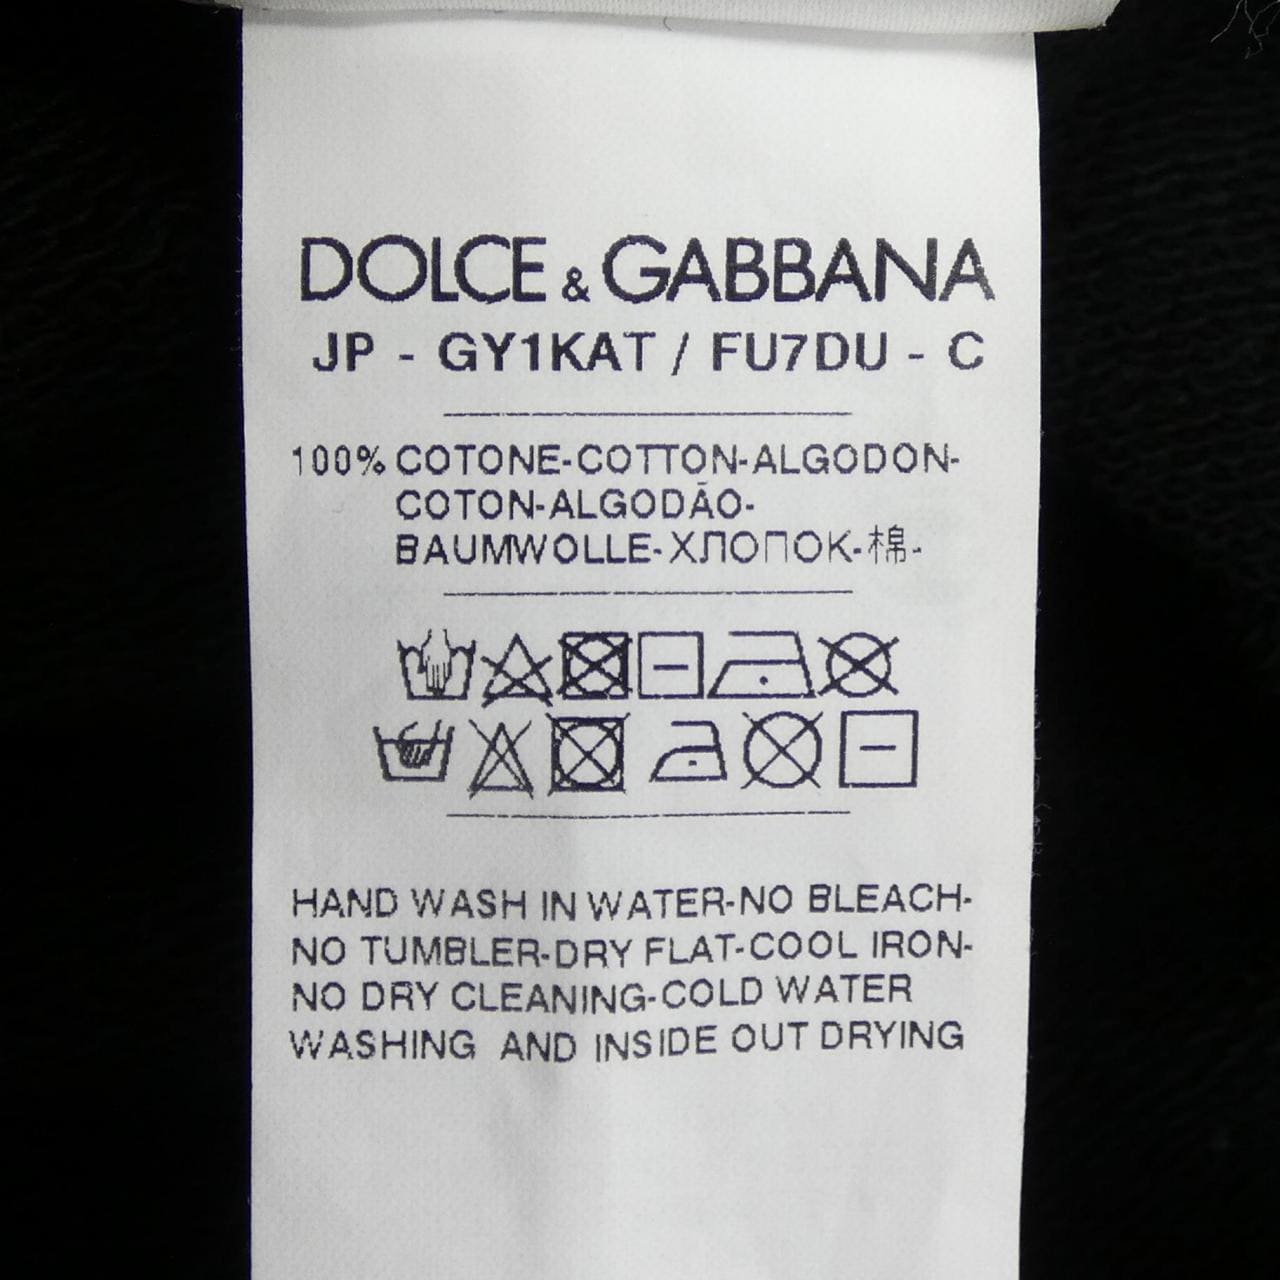 DOLCE & GABBANA
JP - GY1KAT / FU7DU - C
100% COTONE-COTTON-ALGODON-
COTON-ALGODÃO-
BAUMWOLLE-ХЛОПОК-棉-
HAND WASH IN WATER-NO BLEACH-
NO TUMBLER-DRY FLAT-COOL IRON-
NO DRY CLEANING-COLD WATER
WASHING AND INSIDE OUT DRYING